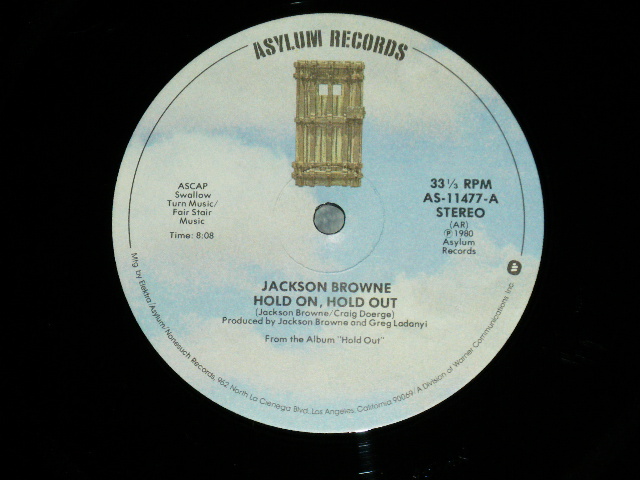 ASYLUM RECORDS
ASCAP
Swallow
Turn Music/
Fair Stair
Music
Time: 8:08
33 1/3 RPM
AS-11477-A
STEREO
(AR)
Ⓟ 1980
Asylum
Records
JACKSON BROWNE
HOLD ON, HOLD OUT
(Jackson Browne/Craig Doerge)
Produced by Jackson Browne and Greg Ladanyi
From the Album "Hold Out"
Mfg by Elektra/Asylum/Nonesuch Records, 962 North La Cienega Blvd., Los Angeles, California 90069/A Division of Warner Communications Inc.